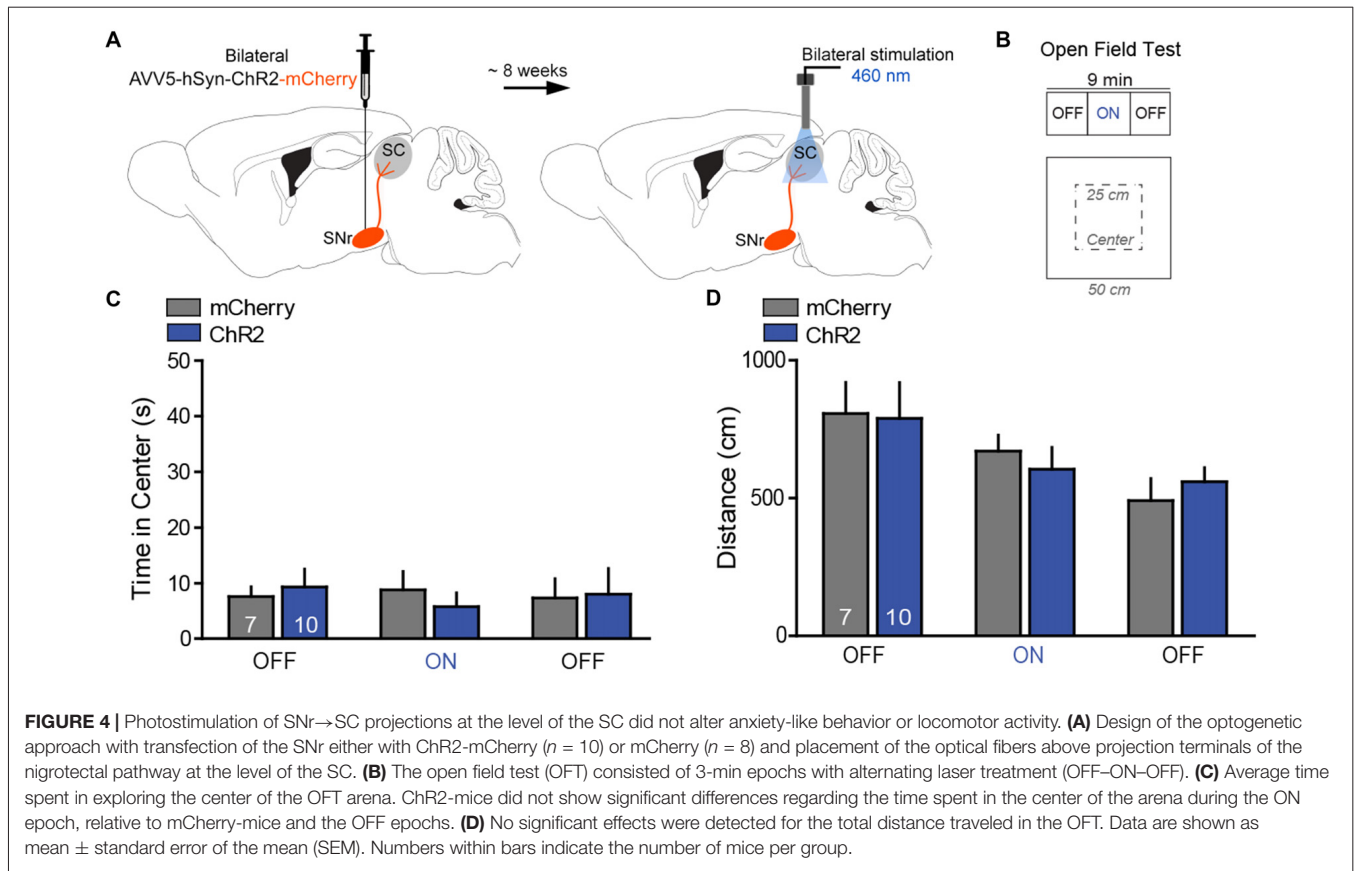 A
Bilateral
AVV5-hSyn-ChR2-mCherry
~ 8 weeks
SC
SNr
Bilateral stimulation
460 nm
SC
SNr
B
Open Field Test
9 min
OFF ON OFF
25 cm
Center
50 cm
C
mCherry
ChR2
Time in Center (s)
50
40
30
20
10
0
7 10
OFF ON OFF
D
mCherry
ChR2
Distance (cm)
1000
500
0
7 10
OFF ON OFF
FIGURE 4 | Photostimulation of SNr→SC projections at the level of the SC did not alter anxiety-like behavior or locomotor activity. (A) Design of the optogenetic
approach with transfection of the SNr either with ChR2-mCherry (n = 10) or mCherry (n = 8) and placement of the optical fibers above projection terminals of the
nigrotectal pathway at the level of the SC. (B) The open field test (OFT) consisted of 3-min epochs with alternating laser treatment (OFF–ON–OFF). (C) Average time
spent in exploring the center of the OFT arena. ChR2-mice did not show significant differences regarding the time spent in the center of the arena during the ON
epoch, relative to mCherry-mice and the OFF epochs. (D) No significant effects were detected for the total distance traveled in the OFT. Data are shown as
mean ± standard error of the mean (SEM). Numbers within bars indicate the number of mice per group.